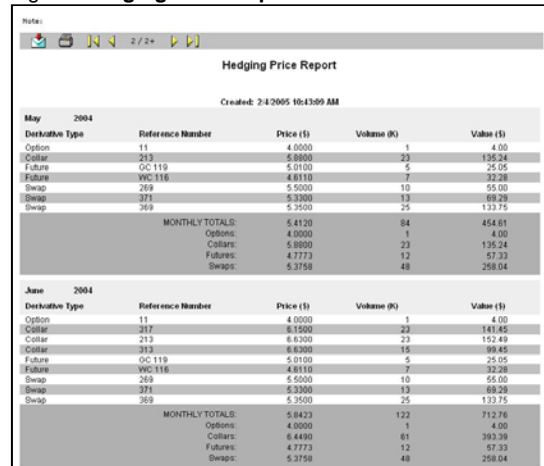 Hedging Price Report
Note:
2 / 2+
Hedging Price Report
Created: 2/4/2005 10:43:09 AM
May 2004
Derivative Type Reference Number Price ($) Volume (K) Value ($)
Option 11 4.0000 1 4.00
Collar 213 5.8800 23 135.24
Future GC 119 5.0100 5 25.05
Future WC 116 4.6110 7 32.28
Swap 269 5.5000 10 55.00
Swap 371 5.3300 13 69.29
Swap 369 5.3500 25 133.75
MONTHLY TOTALS: 5.4120 84 454.61
Options: 4.0000 1 4.00
Collars: 5.8800 23 135.24
Futures: 4.7773 12 57.33
Swaps: 5.3758 48 258.04
June 2004
Derivative Type Reference Number Price ($) Volume (K) Value ($)
Option 11 4.0000 1 4.00
Collar 317 6.1500 23 141.45
Collar 213 6.6300 23 152.49
Collar 313 6.6300 15 99.45
Future GC 119 5.0100 5 25.05
Future WC 116 4.6110 7 32.28
Swap 269 5.5000 10 55.00
Swap 371 5.3300 13 69.29
Swap 369 5.3500 25 133.75
MONTHLY TOTALS: 5.8423 122 712.76
Options: 4.0000 1 4.00
Collars: 6.4490 61 393.39
Futures: 4.7773 12 57.33
Swaps: 5.3758 48 258.04